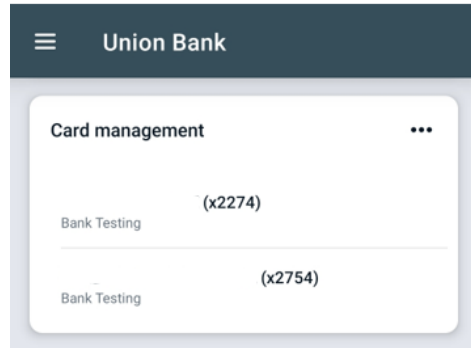 Union Bank
Card management
(x2274)
Bank Testing
(x2754)
Bank Testing